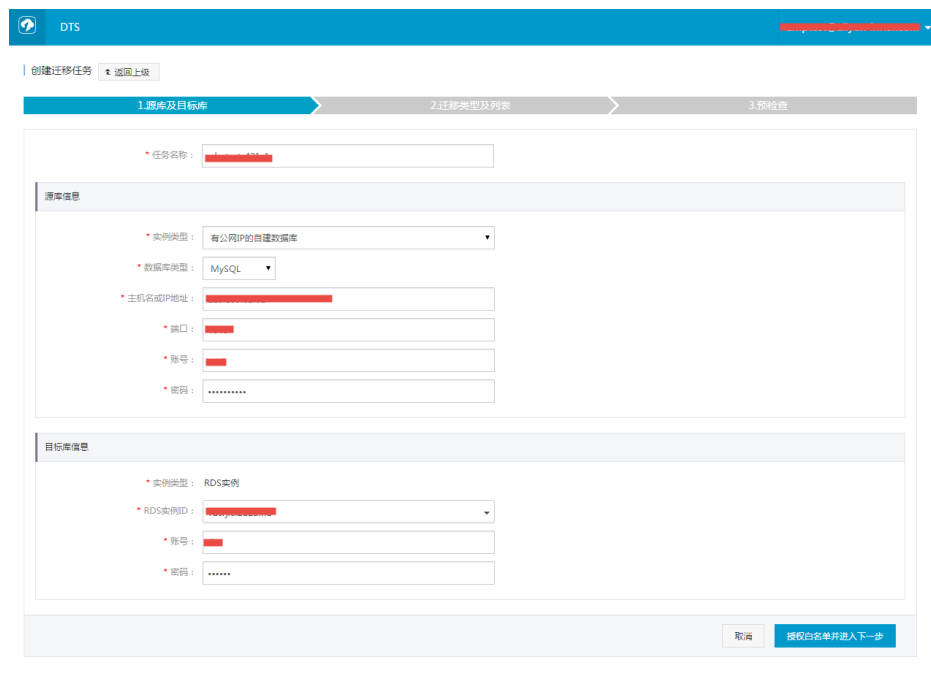 DTS
创建迁移任务 返回上级
1.源库及目标库 2.迁移类型及列表 3.预检查
* 任务名称：
源库信息
* 实例类型： 有公网IP的自建数据库
* 数据库类型： MySQL
* 主机名或IP地址：
* 端口：
* 账号：
* 密码： ••••••••••
目标库信息
* 实例类型： RDS实例
* RDS实例ID：
* 账号：
* 密码： ••••••
取消 授权白名单并进入下一步